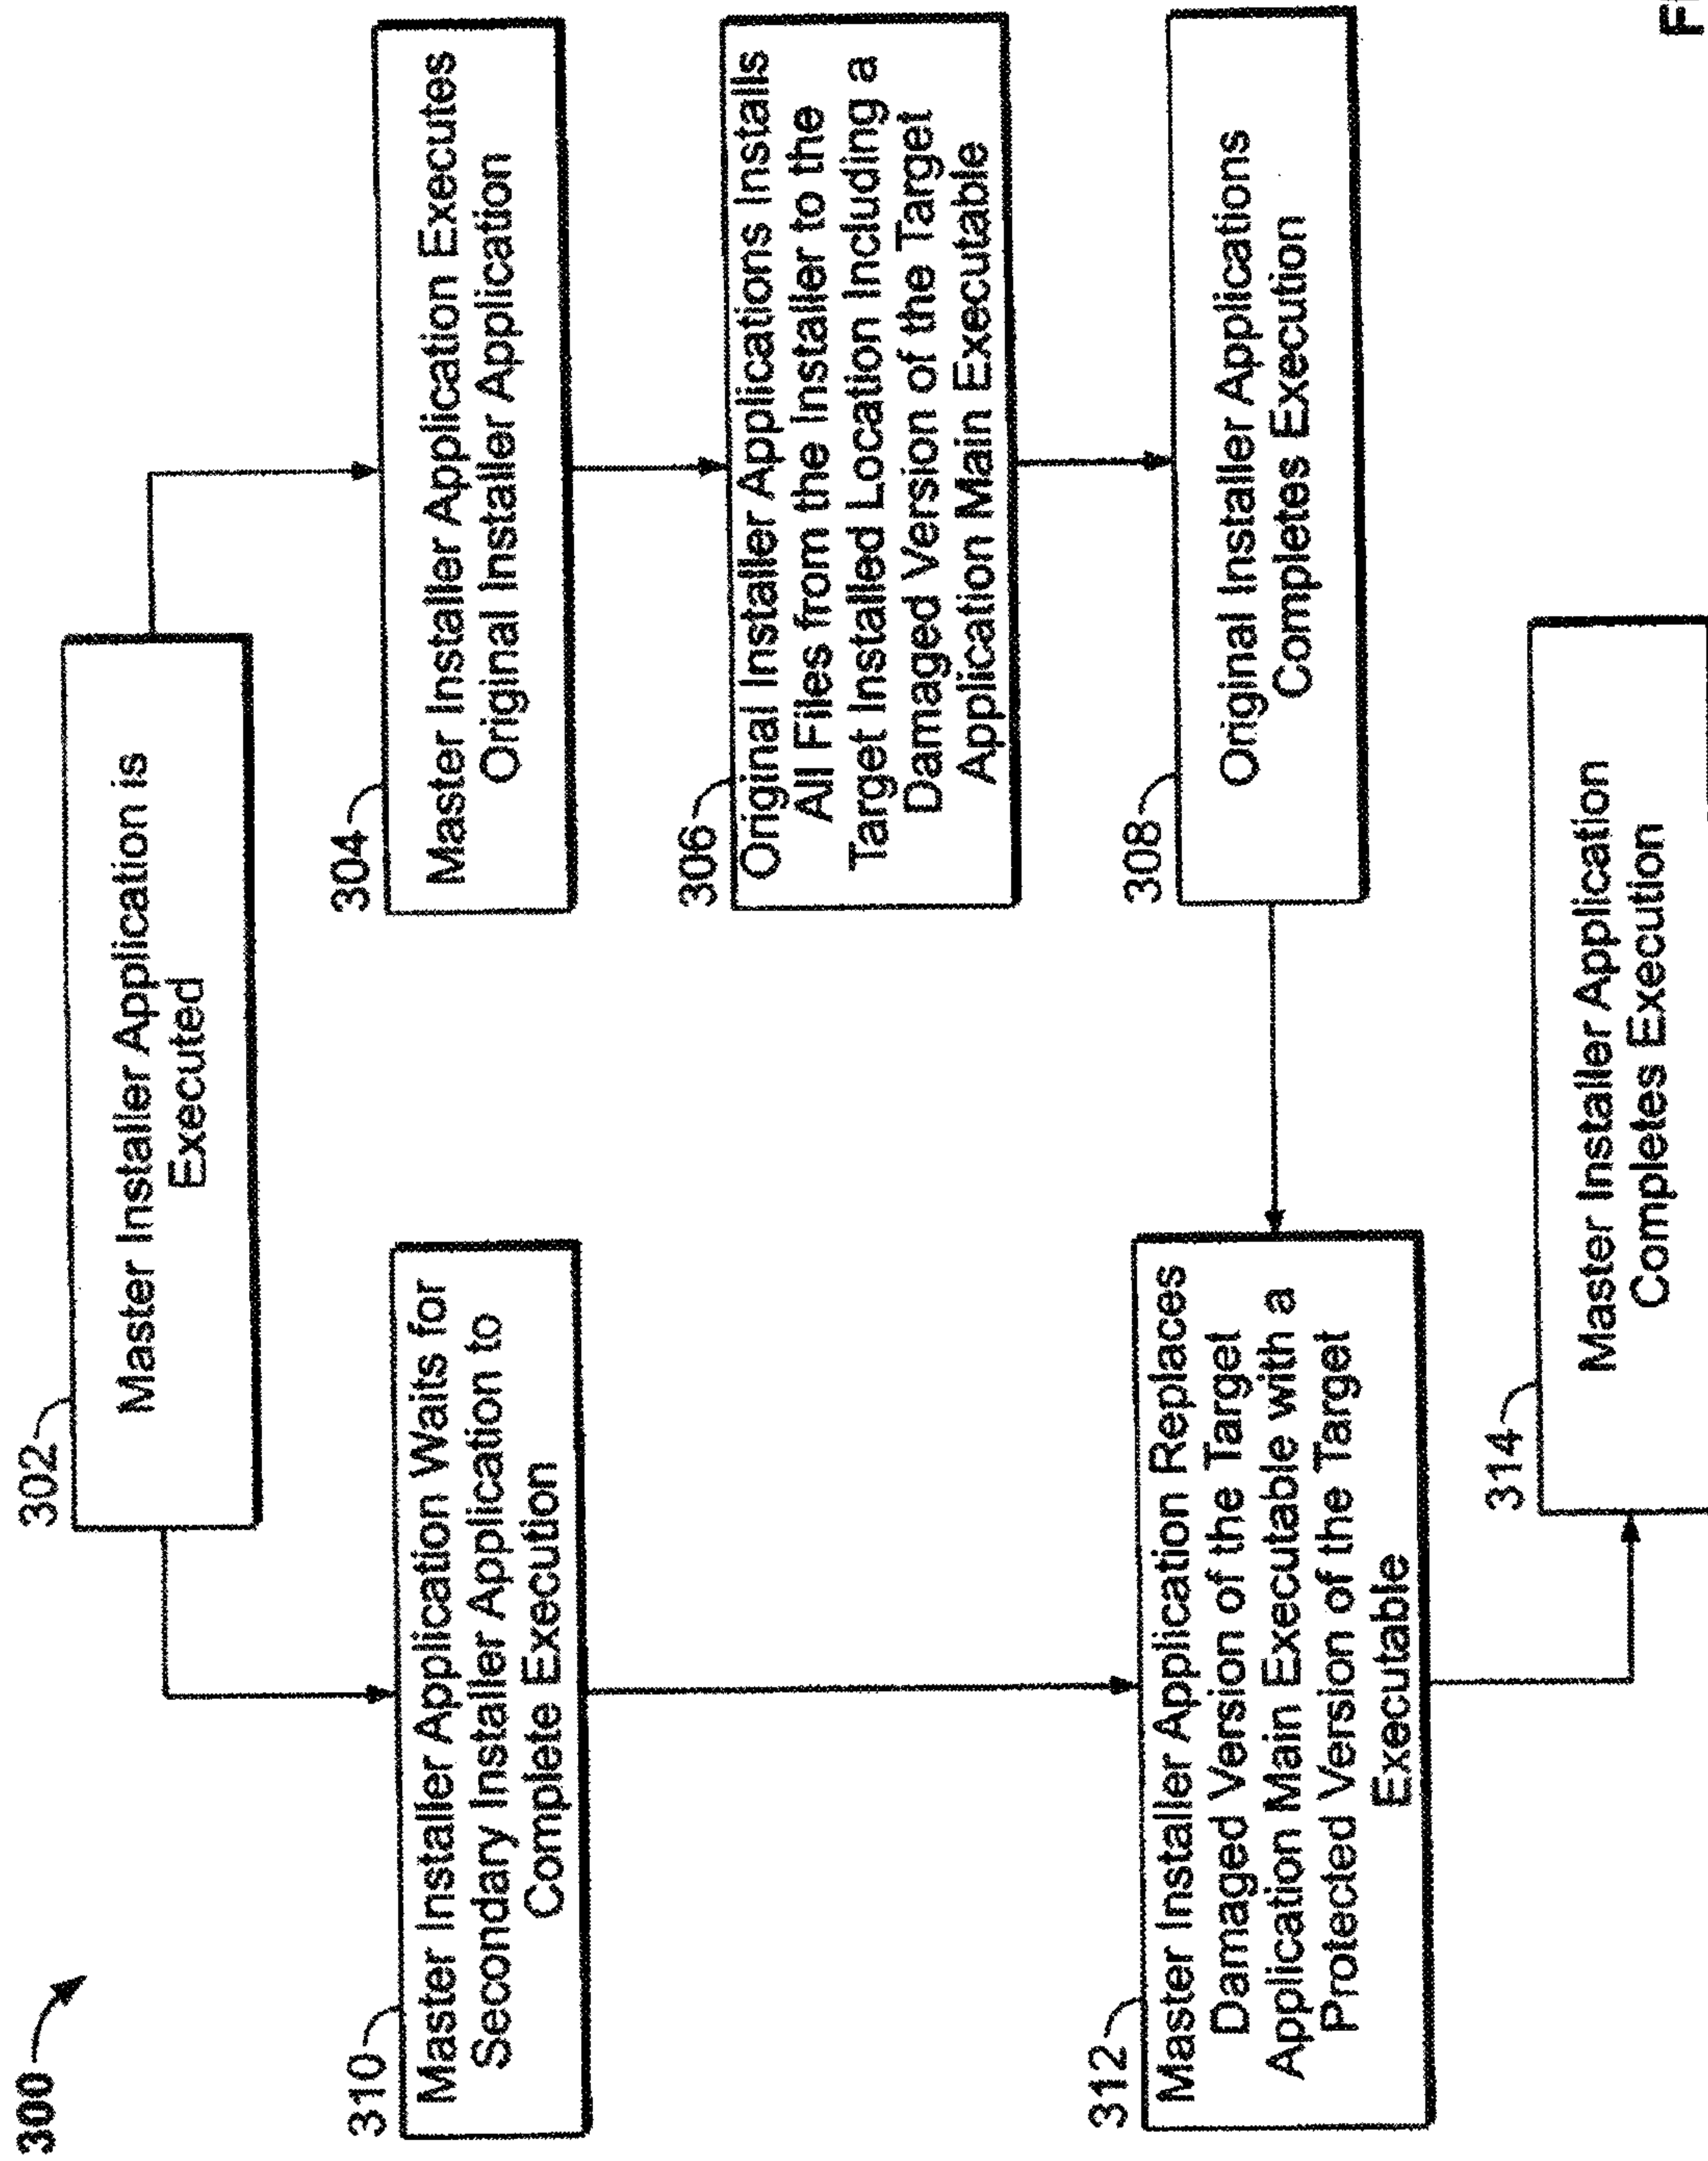 300
302
Master Installer Application is
Executed
304
Master Installer Application Executes
Original Installer Application
306
Original Installer Applications Installs
All Files from the Installer to the
Target Installed Location Including a
Damaged Version of the Target
Application Main Executable
308
Original Installer Applications
Completes Execution
310
Master Installer Application Waits for
Secondary Installer Application to
Complete Execution
312
Master Installer Application Replaces
Damaged Version of the Target
Application Main Executable with a
Protected Version of the Target
Executable
314
Master Installer Application
Completes Execution